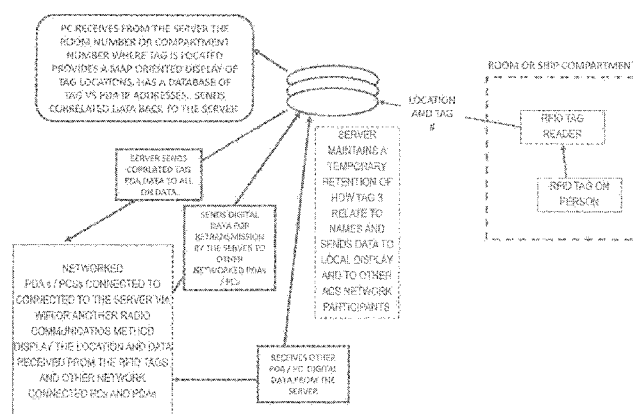 PC RECEIVES FROM THE SERVER THE
ROOM NUMBER OR COMPARTMENT
NUMBER WHERE TAG IS LOCATED
PROVIDES A MAP ORIENTED DISPLAY OF
TAG LOCATIONS. HAS A DATABASE OF
TAG VS PDA IP ADDRESSES. SENDS
CORRELATED DATA BACK TO THE SERVER
ROOM OR SHIP COMPARTMENT
LOCATION
AND TAG
#
RFID TAG
READER
RFID TAG ON
PERSON
SERVER
MAINTAINS A
TEMPORARY
RETENTION OF
HOW TAG
RELATE TO
NAMES AND
SENDS DATA TO
LOCAL DISPLAY
AND TO OTHER
ACS NETWORK
PARTICIPANTS
SERVER SENDS
CORRELATED TAG
PDA DATA TO ALL
DATA.
SENDS DIGITAL
DATA FOR
RETRANSMISSION
BY THE SERVER TO
OTHER
NETWORKED PDAs
/ PCs
NETWORKED
PDA s / PCs CONNECTED TO
CONNECTED TO THE SERVER VIA
WIFI OR ANOTHER RADIO
COMMUNICATION METHOD
DISPLAY THE LOCATION AND DATA
RECEIVED FROM THE RFID TAGS
AND OTHER NETWORK
CONNECTED PCs AND PDAs
RECEIVES OTHER
PDA / PC DIGITAL
DATA FROM THE
SERVER